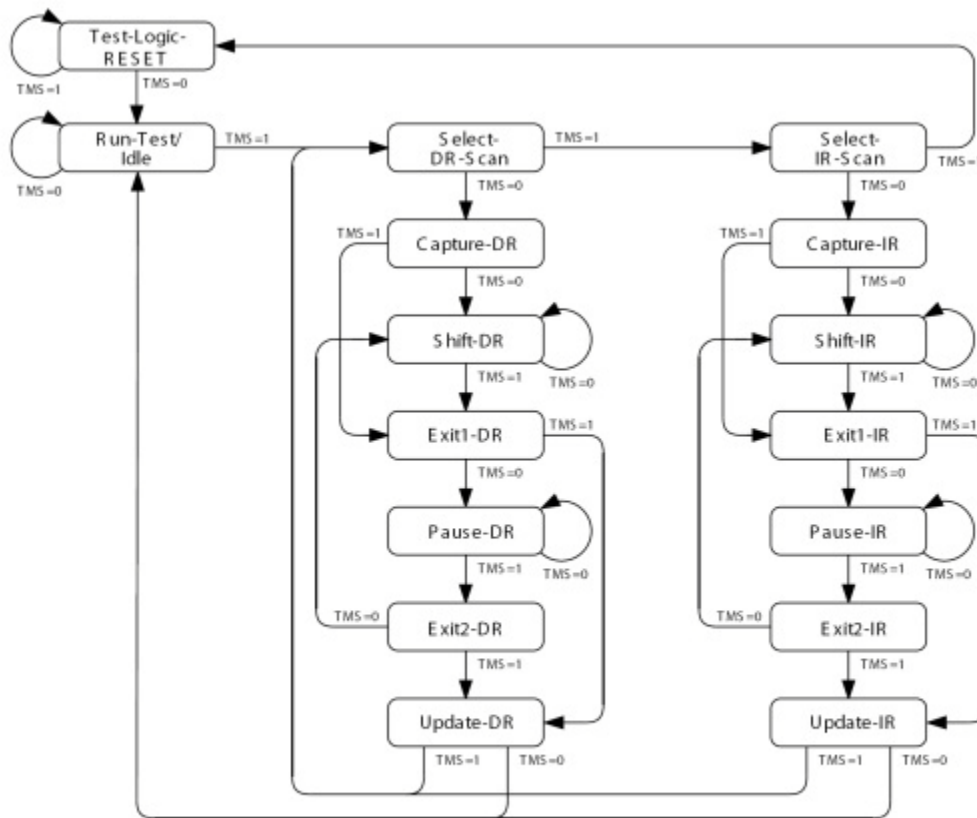 Test-Logic-
RESET
TMS=1
TMS=0
Run-Test/
Idle
TMS=0
TMS=1
Select-
DR-Scan
TMS=1
Select-
IR-Scan
TMS=
TMS=0
TMS=0
TMS=1
Capture-DR
TMS=1
Capture-IR
TMS=0
TMS=0
Shift-DR
Shift-IR
TMS=1
TMS=0
TMS=1
TMS=0
Exit1-DR
TMS=1
Exit1-IR
TMS=1
TMS=0
TMS=0
Pause-DR
Pause-IR
TMS=1
TMS=0
TMS=1
TMS=0
TMS=0
Exit2-DR
TMS=0
Exit2-IR
TMS=1
TMS=1
Update-DR
Update-IR
TMS=1
TMS=0
TMS=1
TMS=0